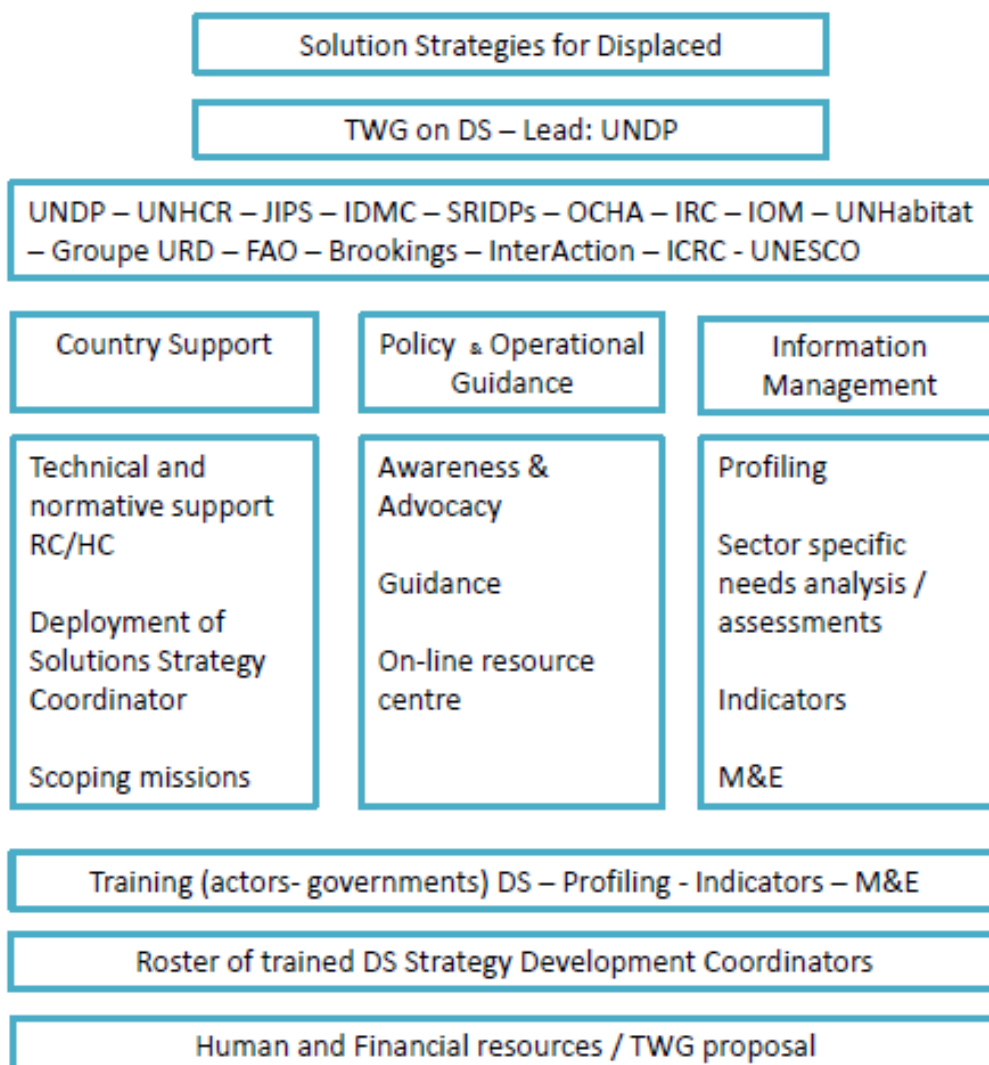 Solution Strategies for Displaced
TWG on DS – Lead: UNDP
UNDP – UNHCR – JIPS – IDMC – SRIDPs – OCHA – IRC – IOM – UNHabitat
– Groupe URD – FAO – Brookings – InterAction – ICRC - UNESCO
Country Support
Policy & Operational
Guidance
Information
Management
Technical and
normative support
RC/HC
Deployment of
Solutions Strategy
Coordinator
Scoping missions
Awareness &
Advocacy
Guidance
On-line resource
centre
Profiling
Sector specific
needs analysis /
assessments
Indicators
M&E
Training (actors- governments) DS – Profiling - Indicators – M&E
Roster of trained DS Strategy Development Coordinators
Human and Financial resources / TWG proposal